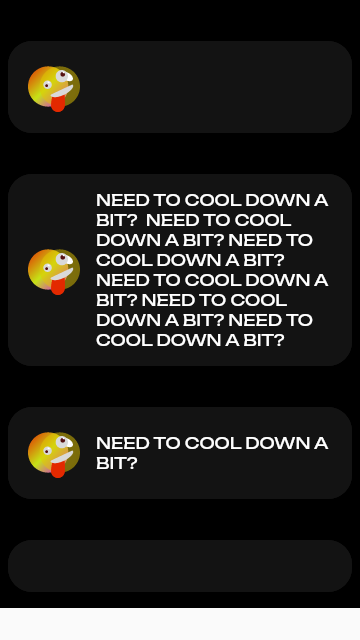 NEED TO COOL DOWN A
BIT?  NEED TO COOL
DOWN A BIT? NEED TO
COOL DOWN A BIT?
NEED TO COOL DOWN A
BIT? NEED TO COOL
DOWN A BIT? NEED TO
COOL DOWN A BIT?
NEED TO COOL DOWN A
BIT?